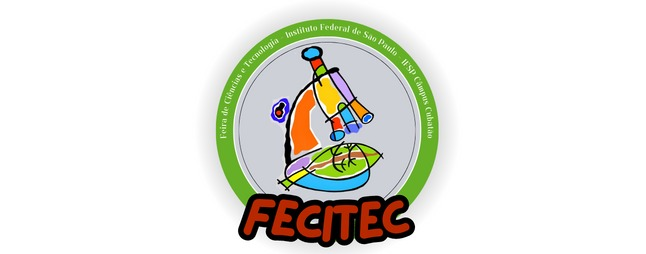 Feira de Ciências e Tecnologia - Instituto Federal de São Paulo - IFSP Câmpus Cubatão
FECITEC